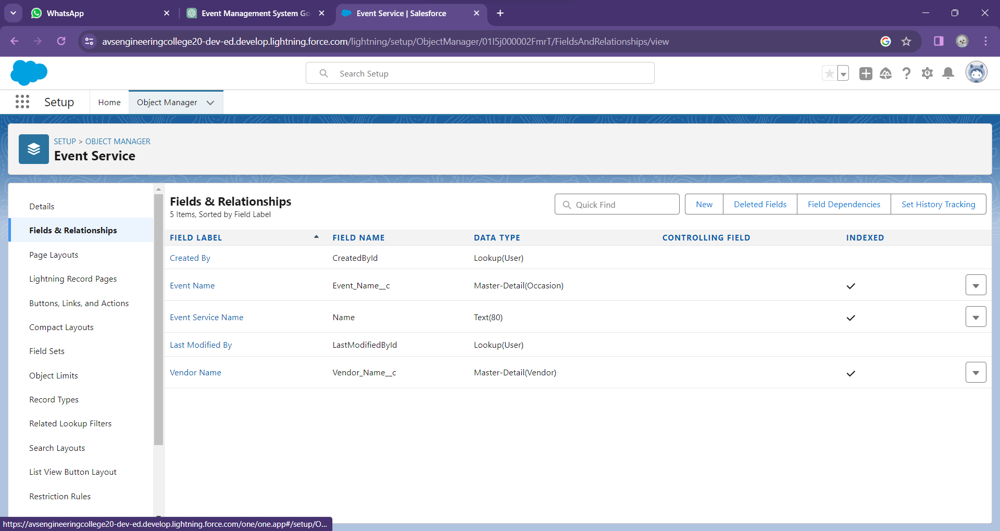 WhatsApp
Event Management System Go
Event Service | Salesforce
avsengineeringcollege20-dev-ed.develop.lightning.force.com/lightning/setup/ObjectManager/01I5j000002FmrT/FieldsAndRelationships/view
Search Setup
Setup
Home
Object Manager
SETUP > OBJECT MANAGER
Event Service
Details
Fields & Relationships
Page Layouts
Lightning Record Pages
Buttons, Links, and Actions
Compact Layouts
Field Sets
Object Limits
Record Types
Related Lookup Filters
Search Layouts
List View Button Layout
Restriction Rules
Fields & Relationships
5 Items, Sorted by Field Label
Quick Find
New
Deleted Fields
Field Dependencies
Set History Tracking
FIELD LABEL FIELD NAME DATA TYPE CONTROLLING FIELD INDEXED
Created By CreatedById Lookup(User)
Event Name Event_Name__c Master-Detail(Occasion)
Event Service Name Name Text(80)
Last Modified By LastModifiedById Lookup(User)
Vendor Name Vendor_Name__c Master-Detail(Vendor)
https://avsengineeringcollege20-dev-ed.develop.lightning.force.com/one/one.app#/setup/O...